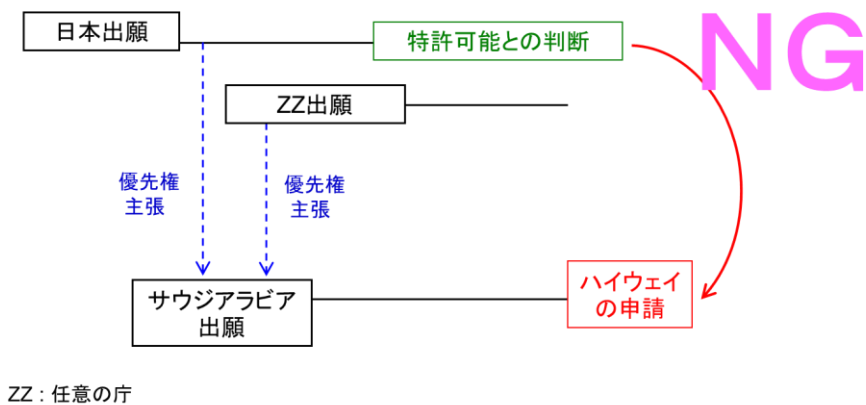 日本出願
特許可能との判断
NG
ZZ出願
優先権
主張
優先権
主張
サウジアラビア
出願
ハイウェイ
の申請
ZZ : 任意の庁